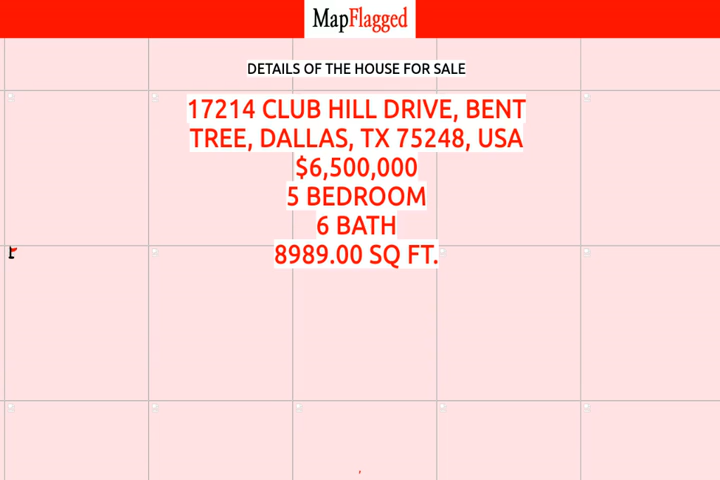 MapFlagged
DETAILS OF THE HOUSE FOR SALE
17214 CLUB HILL DRIVE, BENT
TREE, DALLAS, TX 75248, USA
$6,500,000
5 BEDROOM
6 BATH
8989.00 SQ FT.